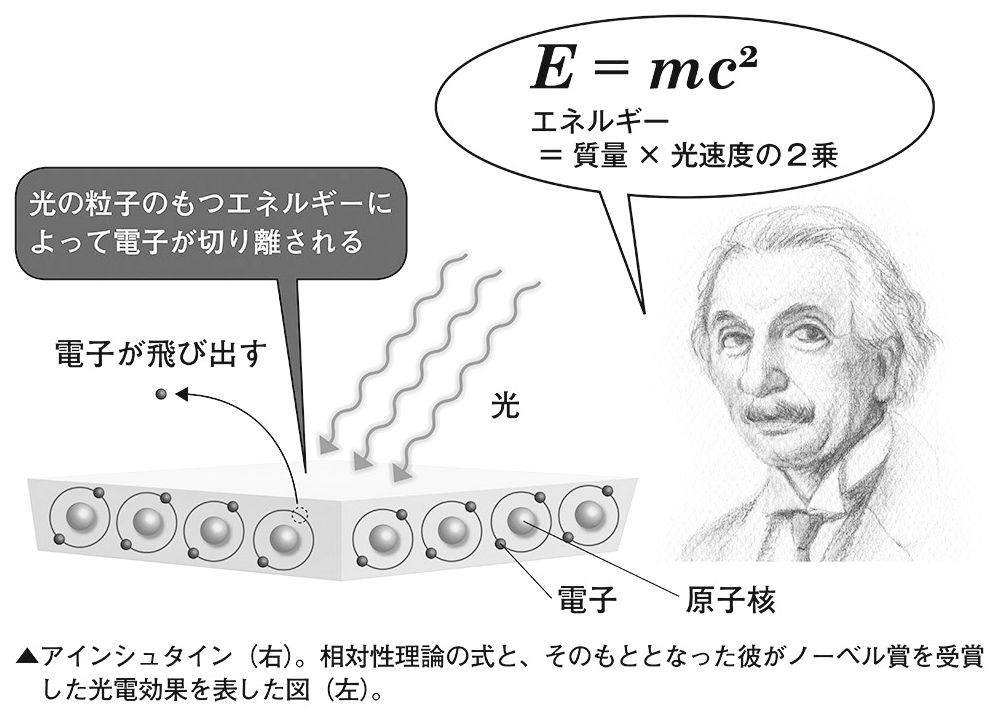 E = mc²
エネルギー
＝ 質量 × 光速度の２乗
光の粒子のもつエネルギーに
よって電子が切り離される
電子が飛び出す
光
電子
原子核
▲アインシュタイン（右）。相対性理論の式と、そのもととなった彼がノーベル賞を受賞
した光電効果を表した図（左）。